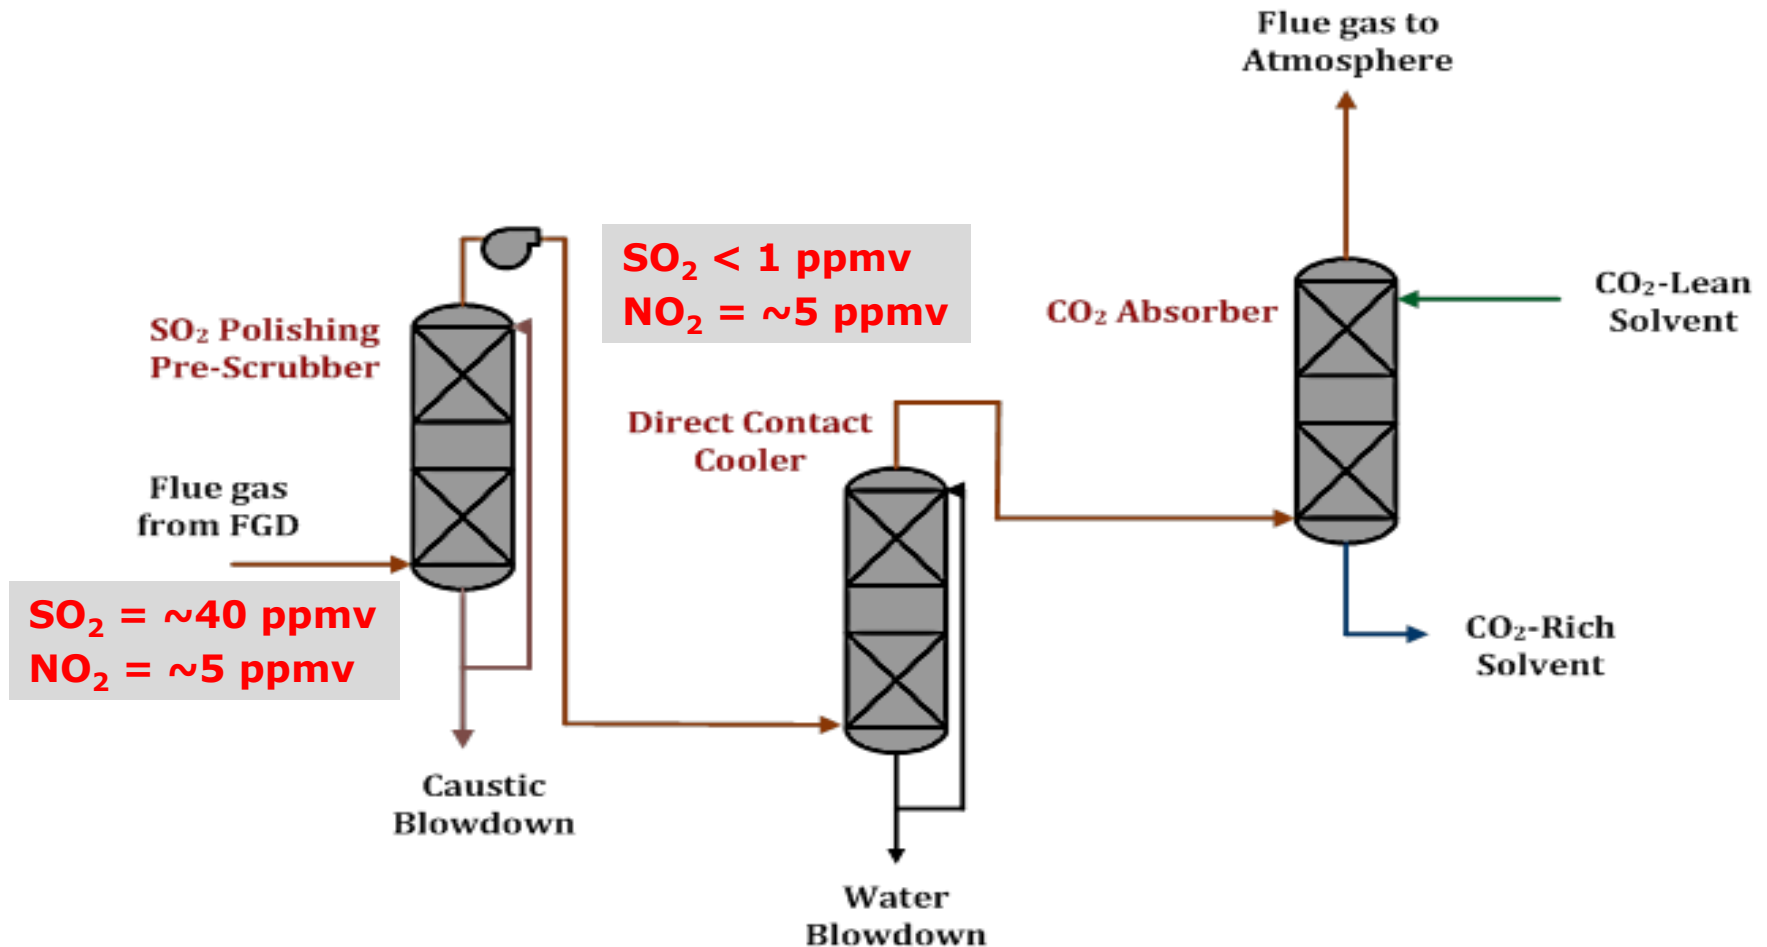 Flue gas to
Atmosphere
SO₂ < 1 ppmv
NO₂ = ~5 ppmv
CO₂-Lean
Solvent
CO₂ Absorber
SO₂ Polishing
Pre-Scrubber
Direct Contact
Cooler
Flue gas
from FGD
SO₂ = ~40 ppmv
NO₂ = ~5 ppmv
CO₂-Rich
Solvent
Caustic
Blowdown
Water
Blowdown